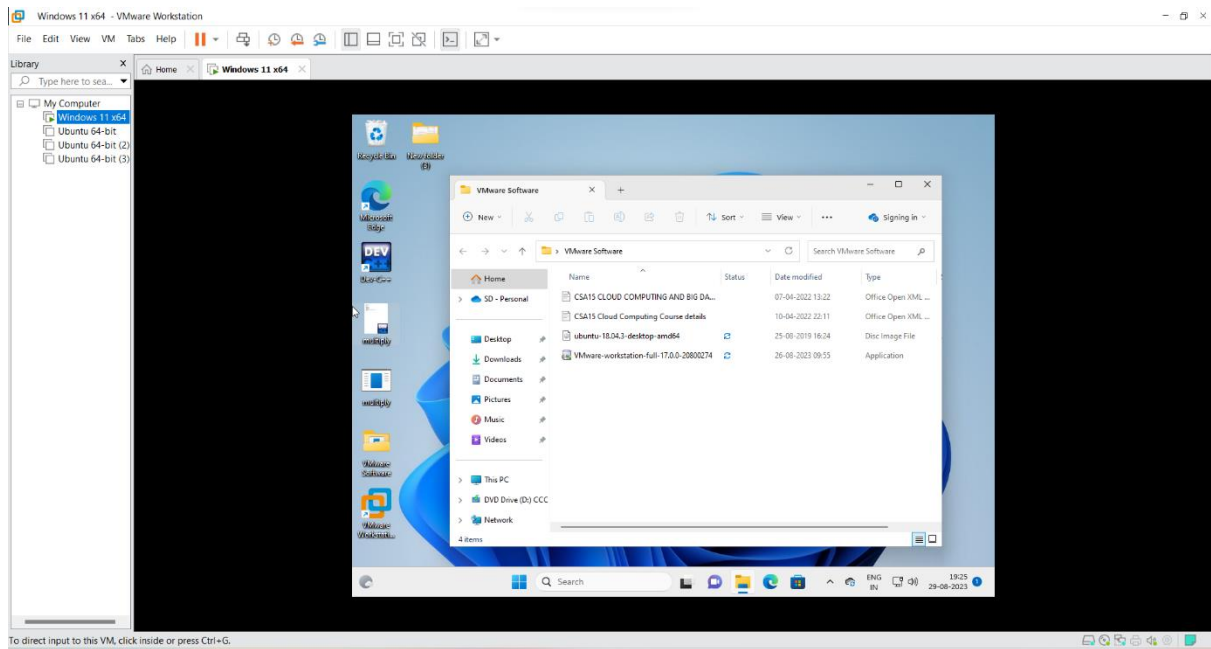 Windows 11 x64 - VMware Workstation
File Edit View VM Tabs Help
Library X
Type here to sea...
Home
Windows 11 x64
My Computer
Windows 11 x64
Ubuntu 64-bit
Ubuntu 64-bit (2)
Ubuntu 64-bit (3)
Recycle Bin
New folder (3)
Microsoft Edge
DEV
Dev-C++
multiply
multiply
VMware Software
VMware Workstati...
VMware Software
New Sort View ... Signing in
VMware Software
Search VMware Software
Home
SD - Personal
Desktop
Downloads
Documents
Pictures
Music
Videos
This PC
DVD Drive (D:) CCC
Network
Name Status Date modified Type
CSA15 CLOUD COMPUTING AND BIG DA... 07-04-2022 13:22 Office Open XML ...
CSA15 Cloud Computing Course details 10-04-2022 22:11 Office Open XML ...
ubuntu-18.04.3-desktop-amd64 25-08-2019 16:24 Disc Image File
VMware-workstation-full-17.0.0-20800274 26-08-2023 09:55 Application
4 items
Search
ENG IN
19:25
29-08-2023
To direct input to this VM, click inside or press Ctrl+G.